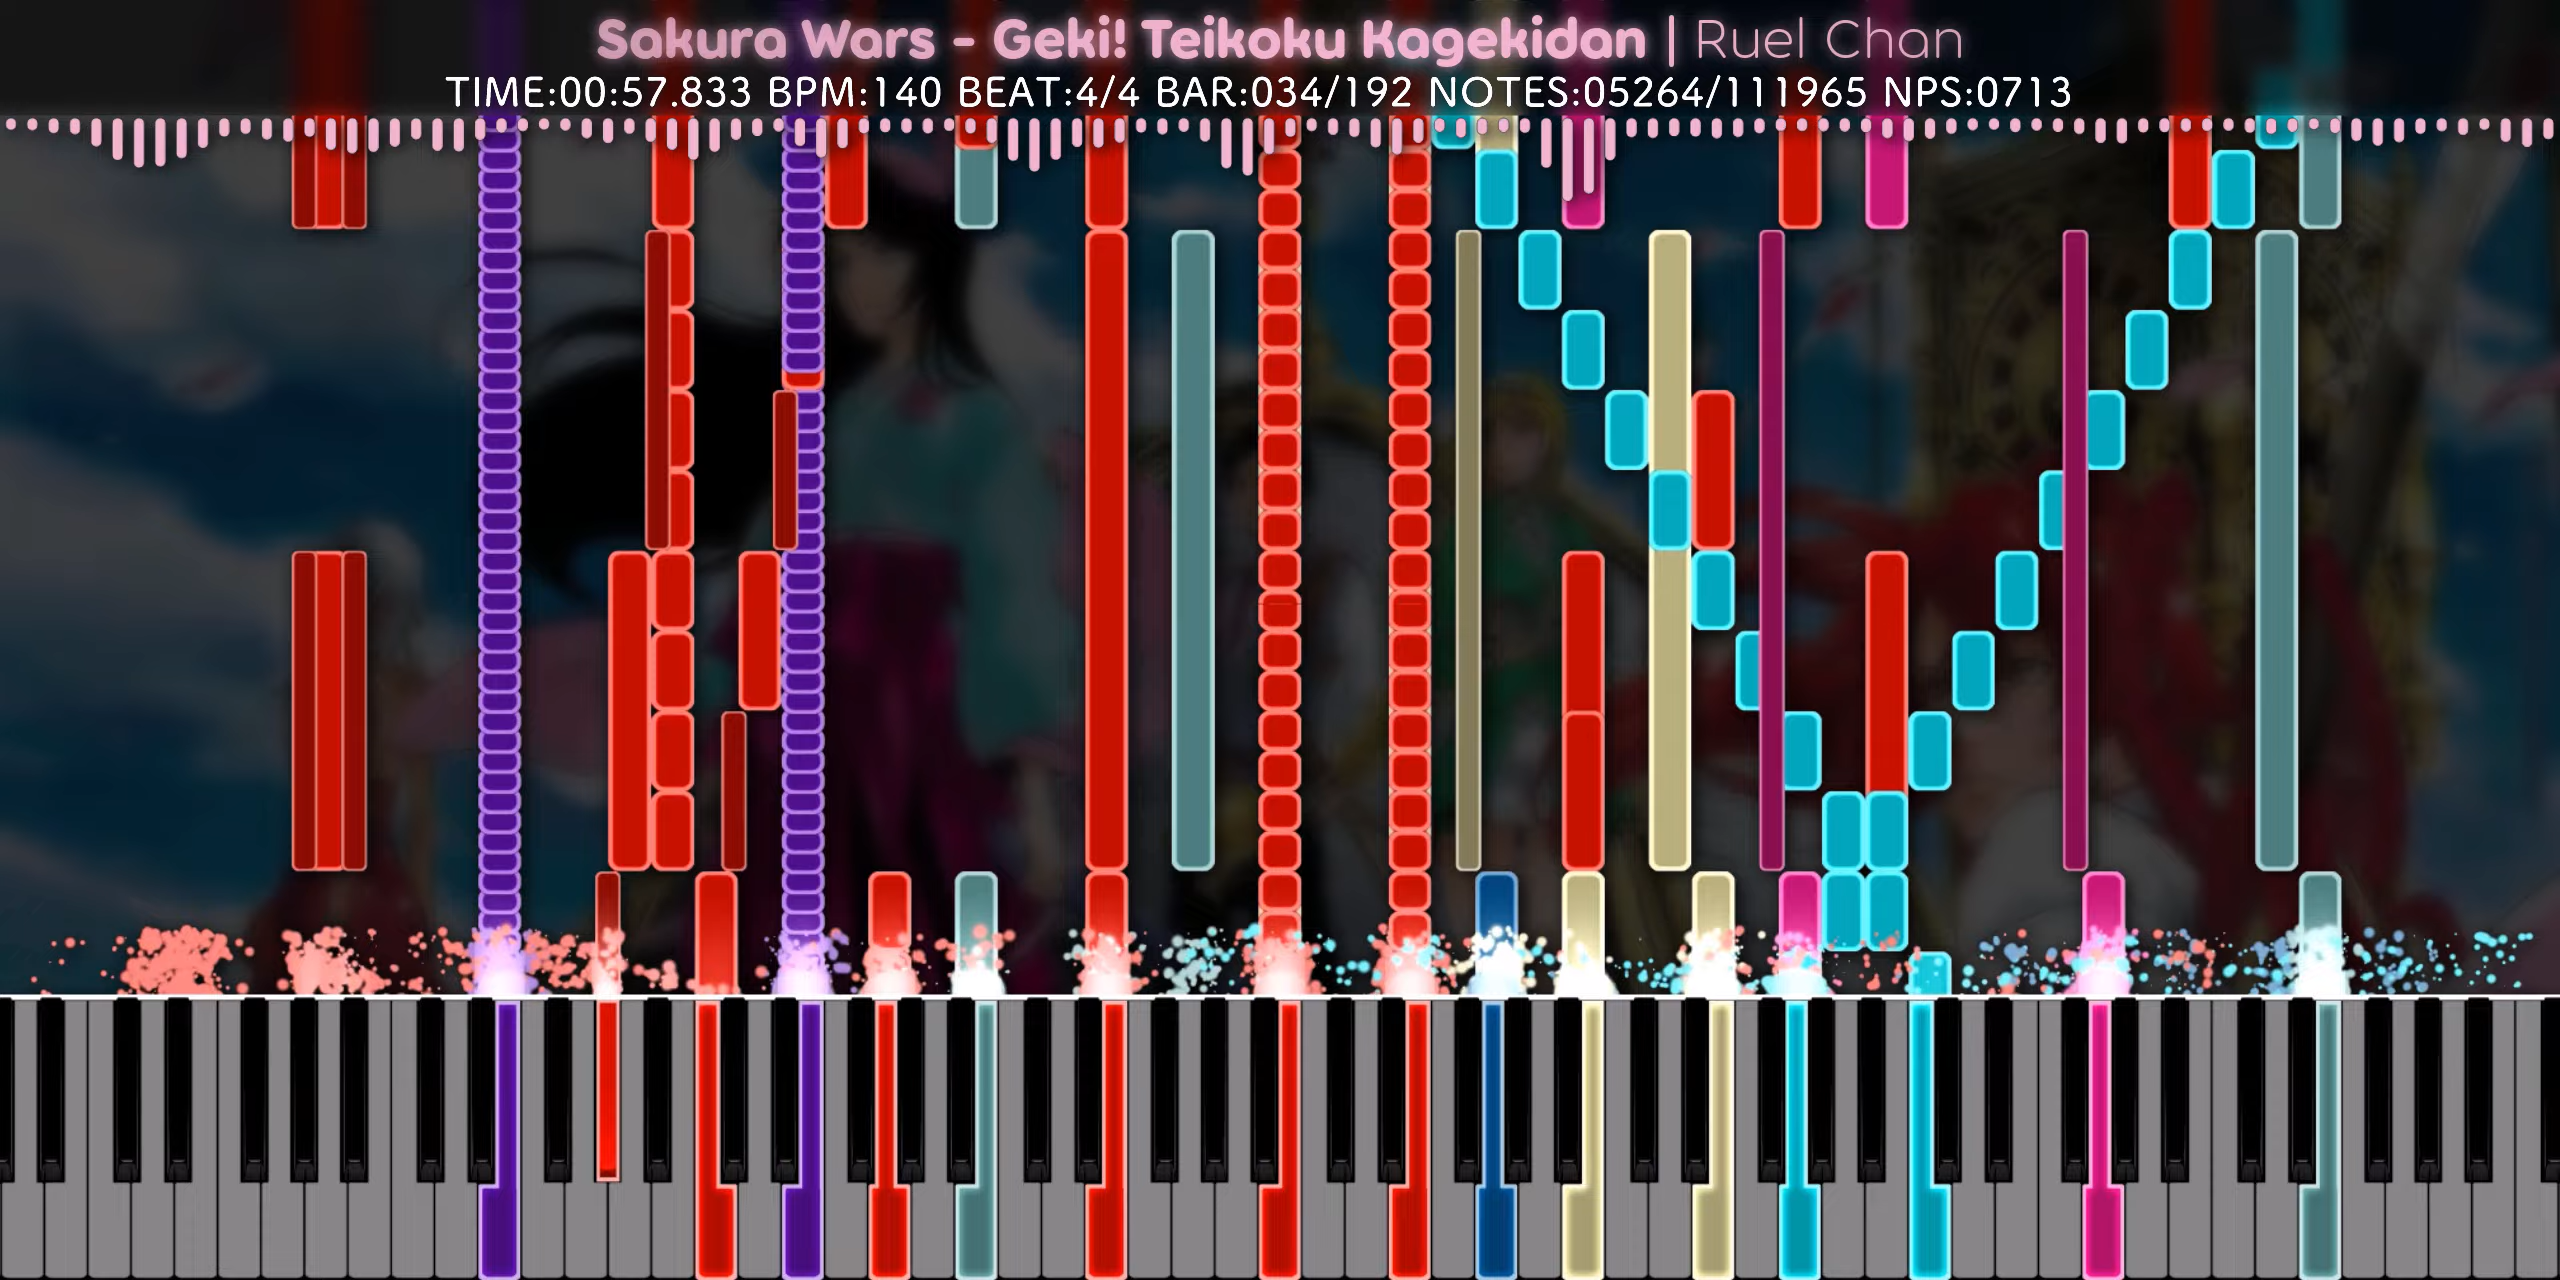 Sakura Wars - Geki! Teikoku Kagekidan | Ruel Chan
TIME:00:57.833 BPM:140 BEAT:4/4 BAR:034/192 NOTES:05264/111965 NPS:0713